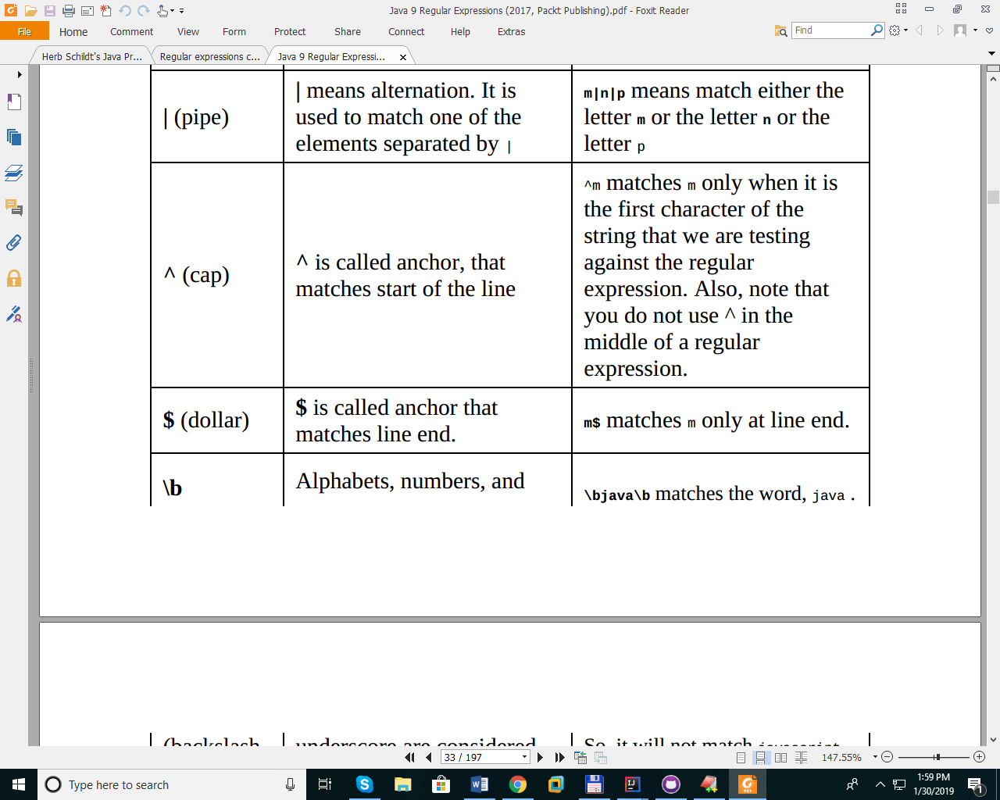 Java 9 Regular Expressions (2017, Packt Publishing).pdf - Foxit Reader
File Home Comment View Form Protect Share Connect Help Extras Find
Herb Schildt's Java Pr... Regular expressions c... Java 9 Regular Expressi...
| (pipe)
| means alternation. It is
used to match one of the
elements separated by |
m|n|p means match either the
letter m or the letter n or the
letter p
^ (cap)
^ is called anchor, that
matches start of the line
^m matches m only when it is
the first character of the
string that we are testing
against the regular
expression. Also, note that
you do not use ^ in the
middle of a regular
expression.
$ (dollar)
$ is called anchor that
matches line end.
m$ matches m only at line end.
\b
Alphabets, numbers, and
\bjava\b matches the word, java .
(backslash
underscore are considered
So, it will not match javascript
33 / 197
147.55%
Type here to search
1:59 PM
1/30/2019
1